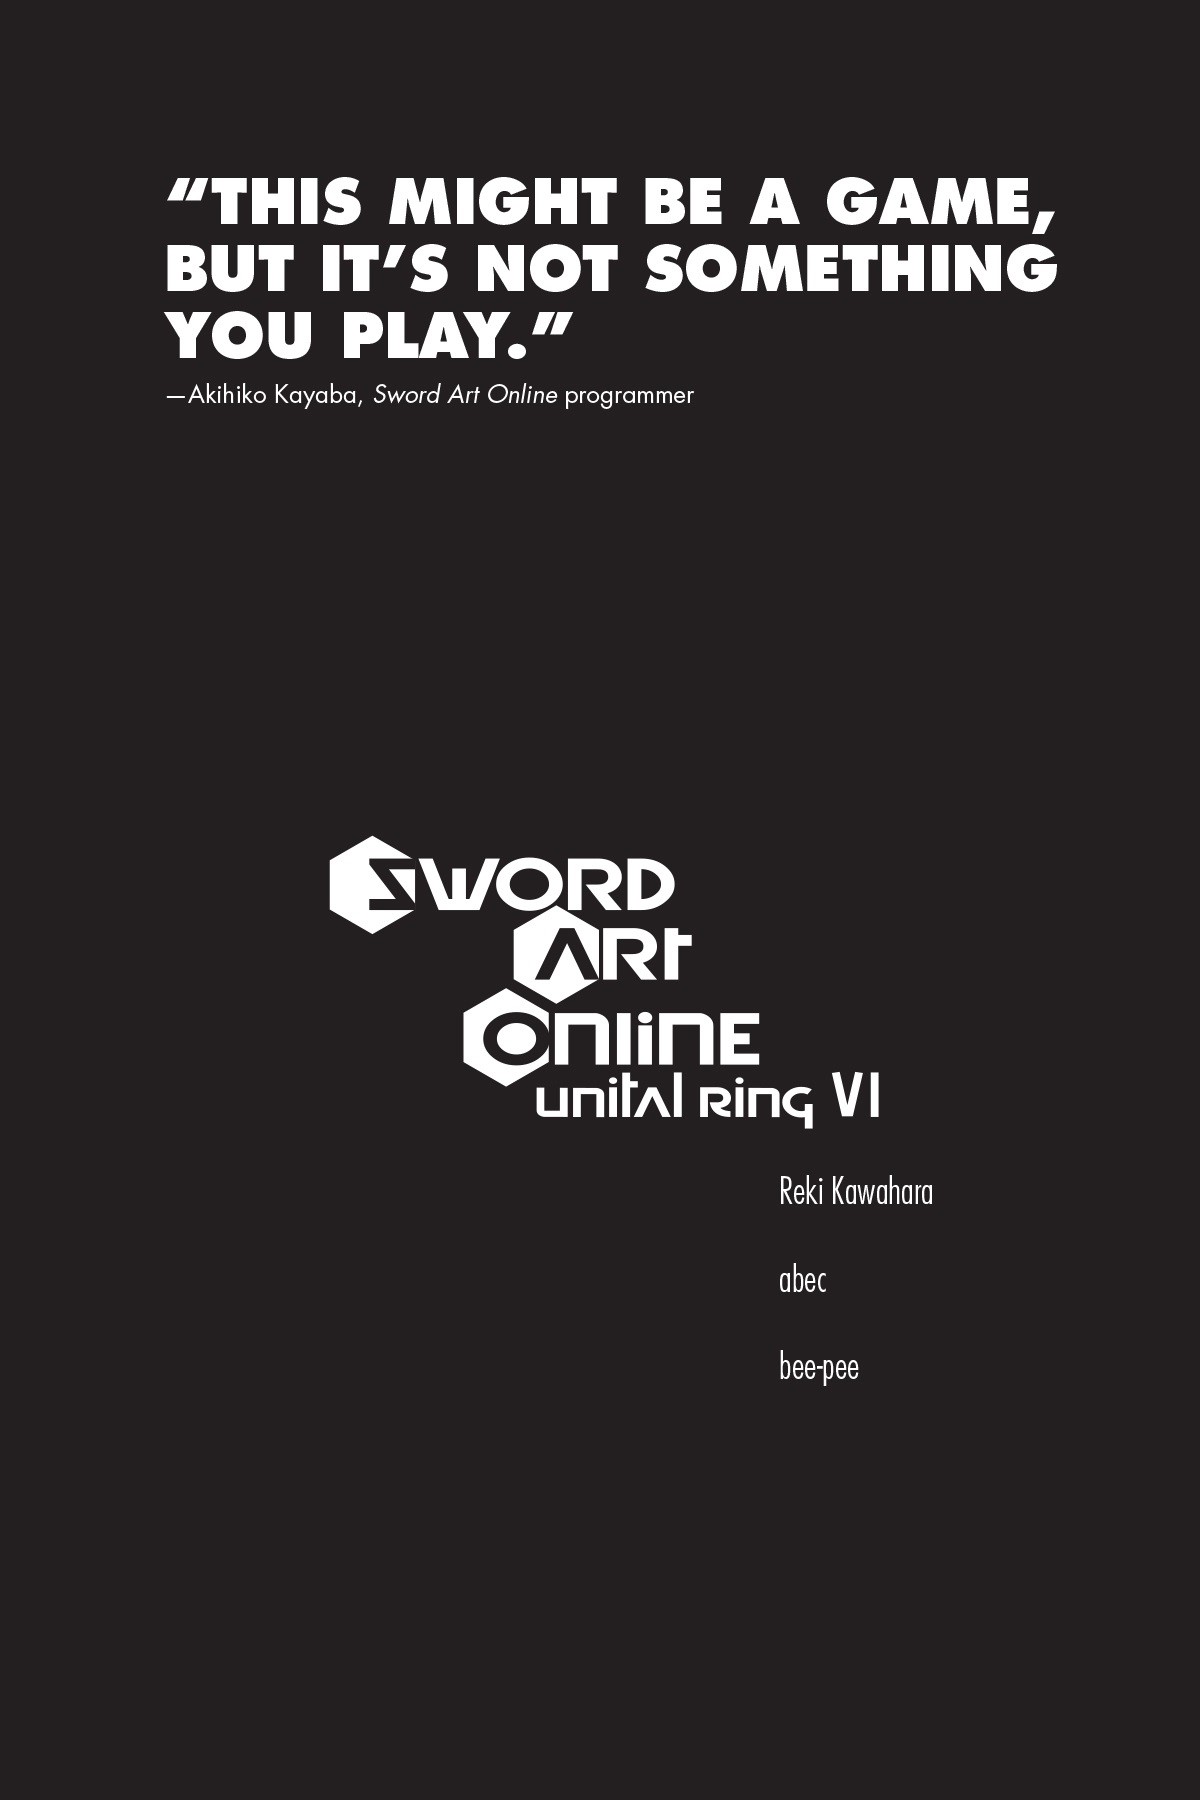 “THIS MIGHT BE A GAME,
BUT IT’S NOT SOMETHING
YOU PLAY.”
—Akihiko Kayaba, Sword Art Online programmer
SWORD
ART
ONLINE
unital ring VI
Reki Kawahara
abec
bee-pee